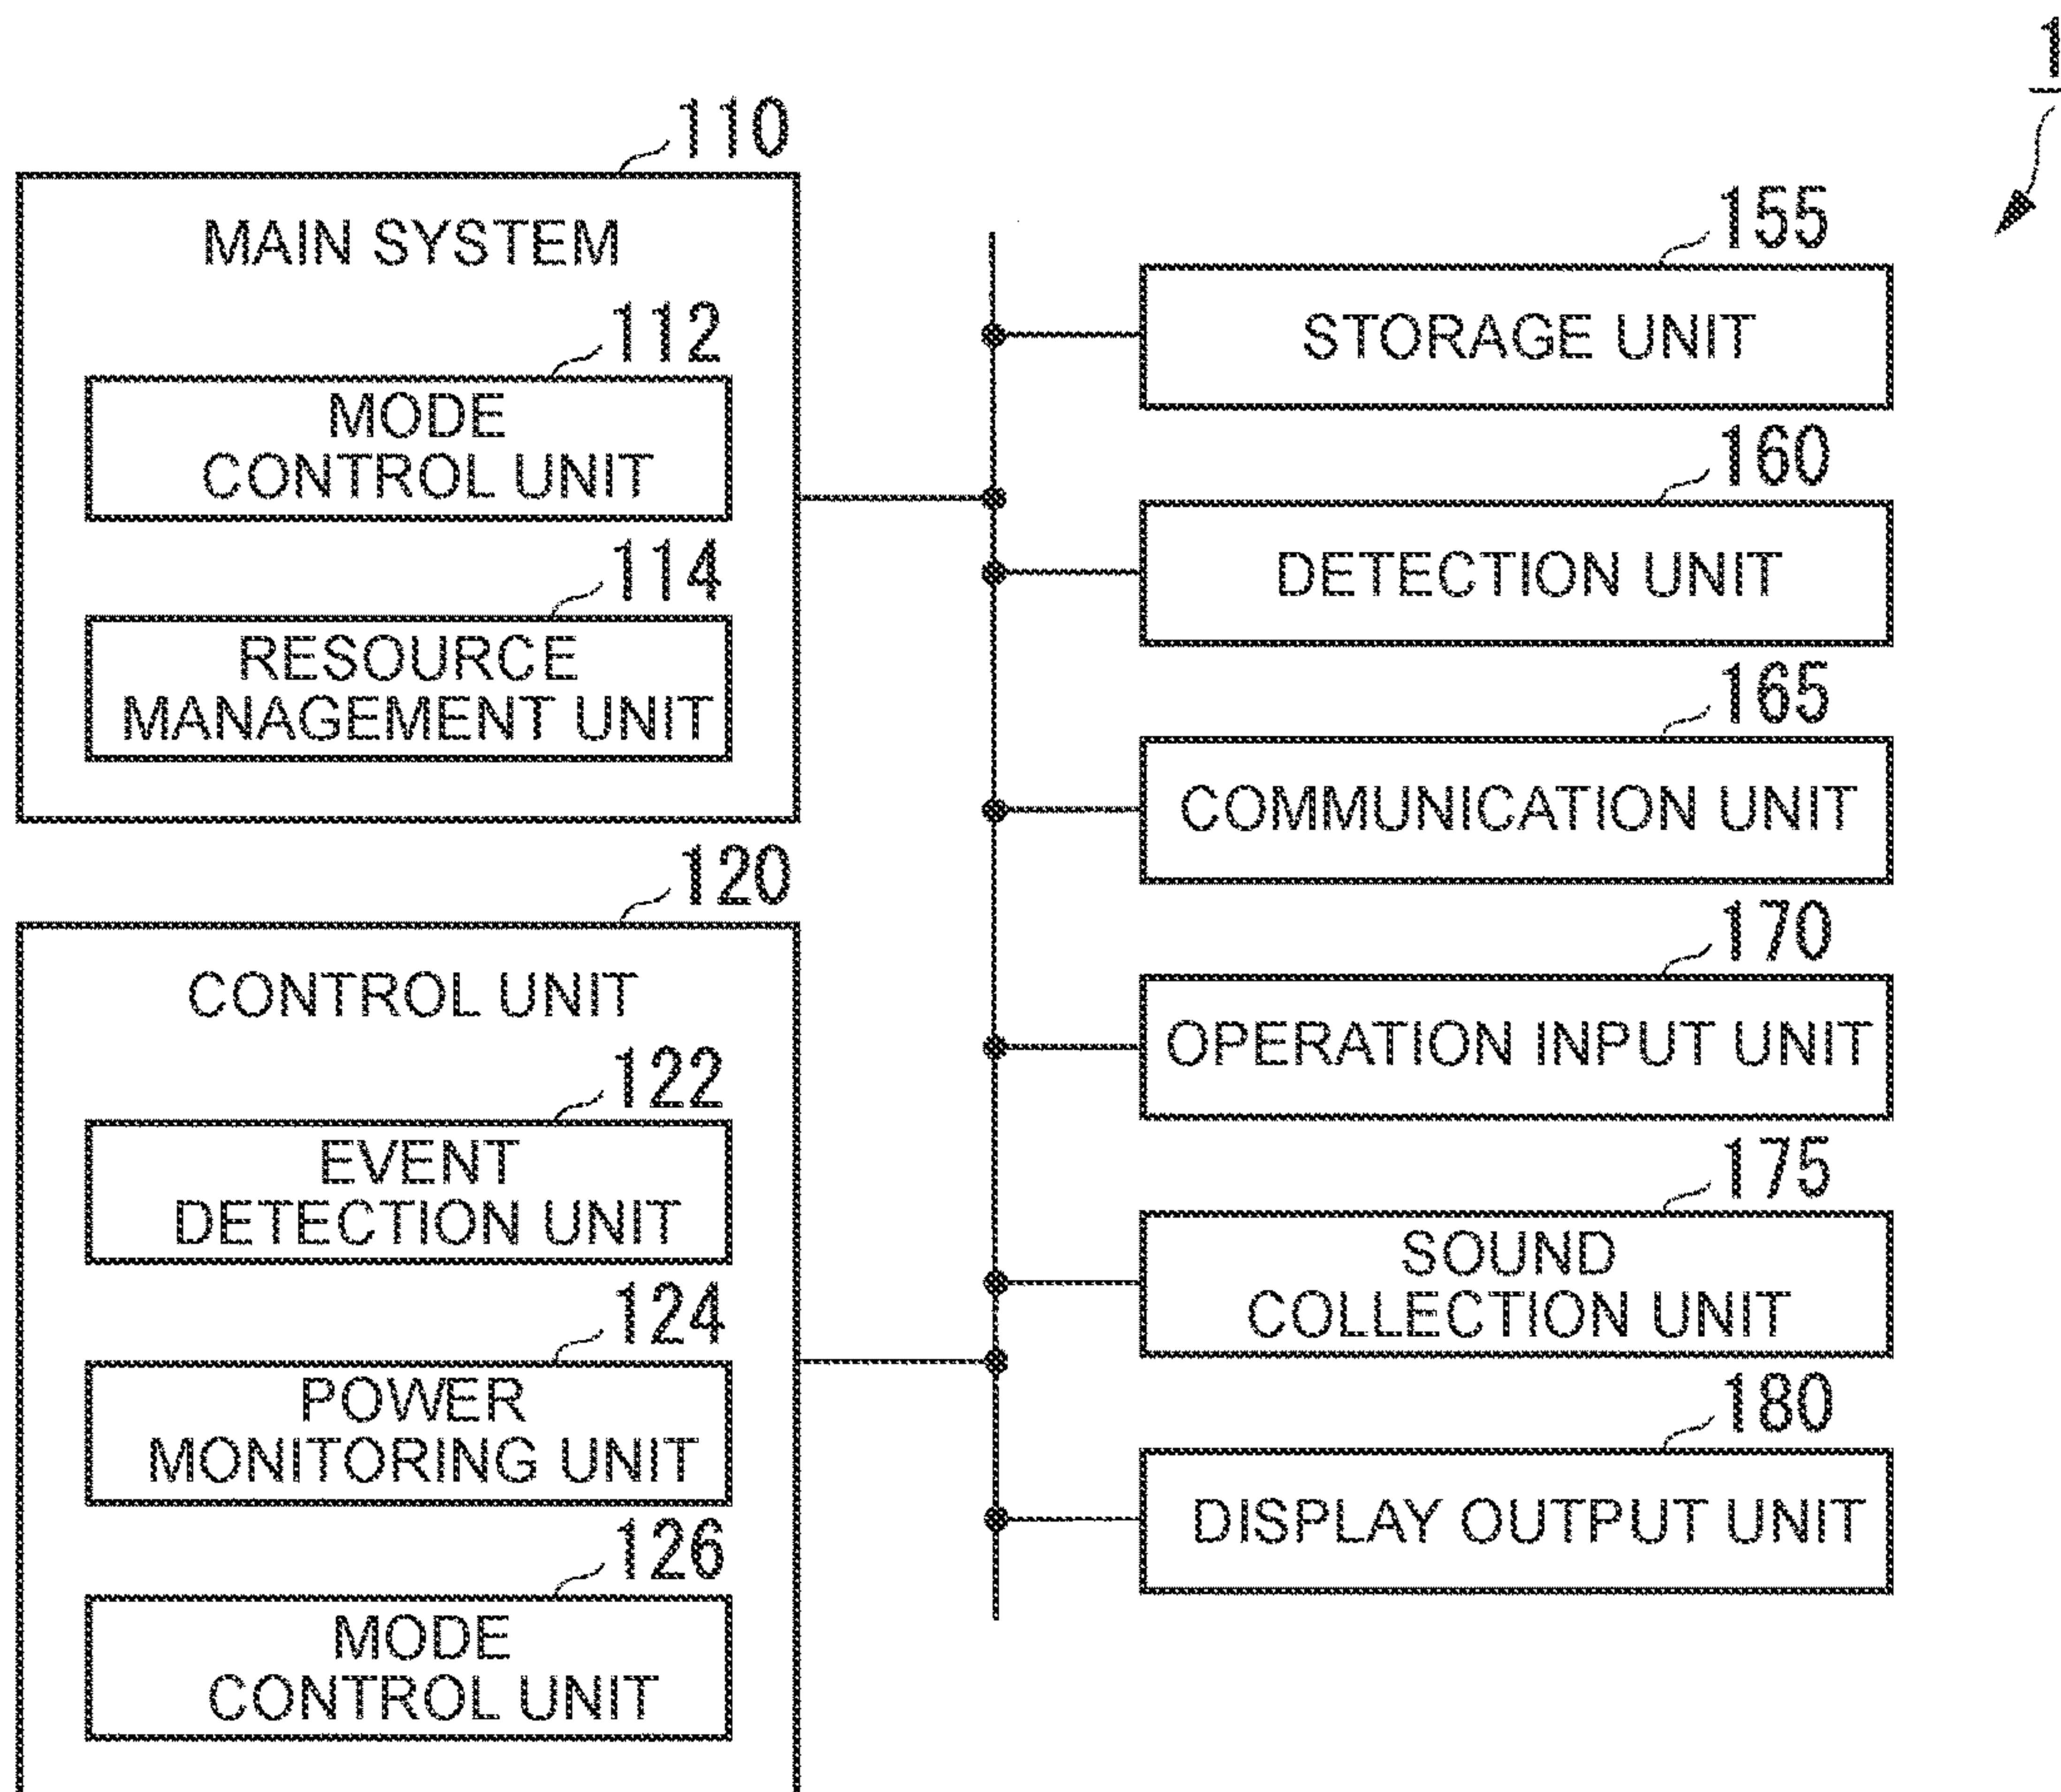 1
110
MAIN SYSTEM
112
MODE
CONTROL UNIT
114
RESOURCE
MANAGEMENT UNIT
120
CONTROL UNIT
122
EVENT
DETECTION UNIT
124
POWER
MONITORING UNIT
126
MODE
CONTROL UNIT
155
STORAGE UNIT
160
DETECTION UNIT
165
COMMUNICATION UNIT
170
OPERATION INPUT UNIT
175
SOUND
COLLECTION UNIT
180
DISPLAY OUTPUT UNIT